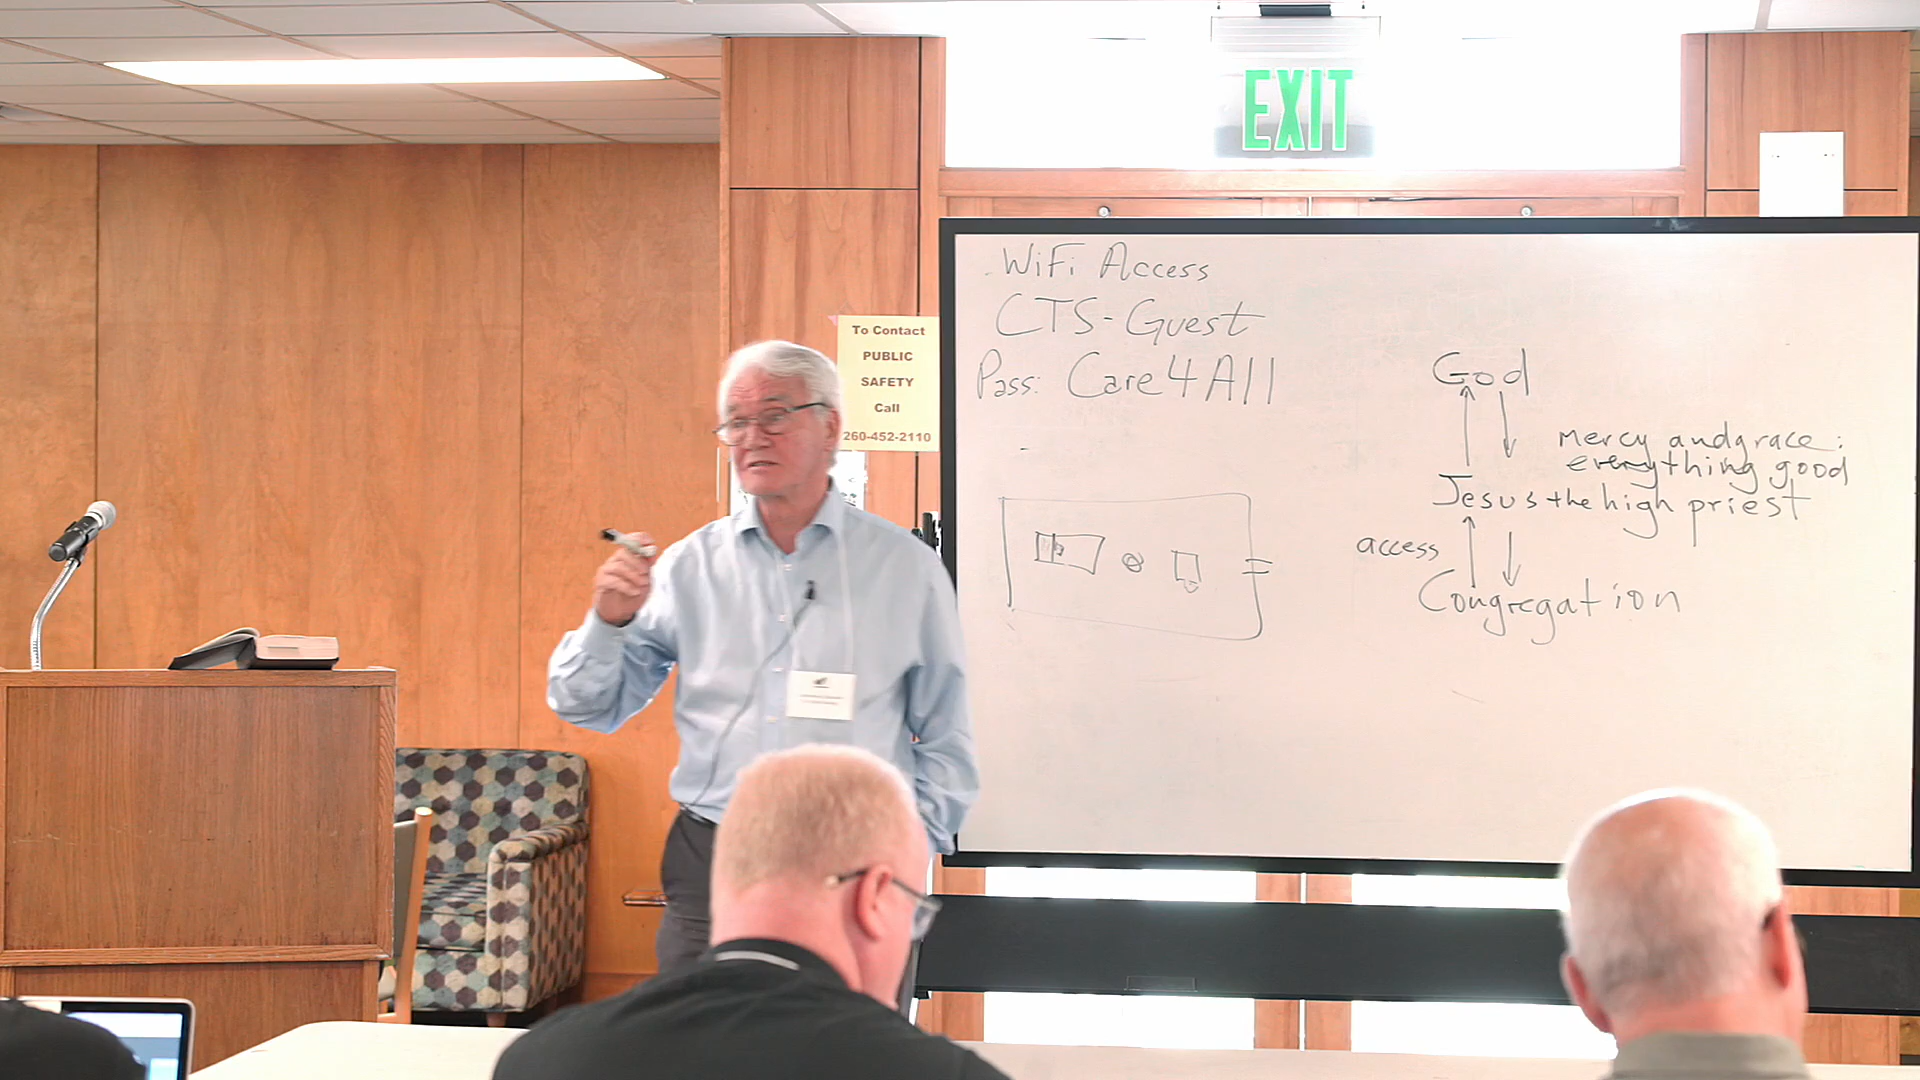 EXIT
To Contact
PUBLIC
SAFETY
Call
260-452-2110
WiFi Access
CTS-Guest
Pass: Care4All
God
Mercy and grace:
everything good
Jesus the high priest
access
Congregation